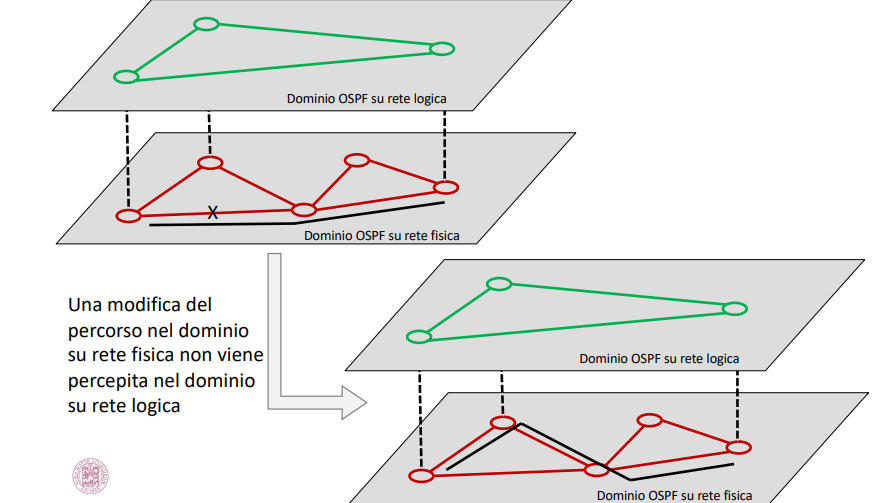 Dominio OSPF su rete logica
X
Dominio OSPF su rete fisica
Una modifica del
percorso nel dominio
su rete fisica non viene
percepita nel dominio
su rete logica
Dominio OSPF su rete logica
Dominio OSPF su rete fisica